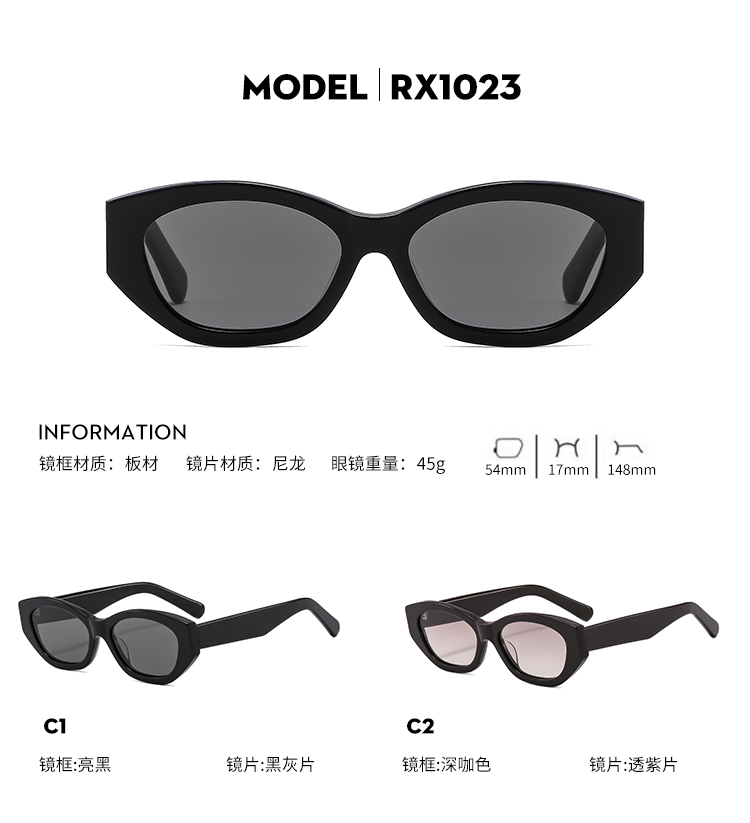 MODEL | RX1023
INFORMATION
镜框材质：板材 镜片材质：尼龙 眼镜重量：45g
54mm 17mm 148mm
C1
镜框:亮黑 镜片:黑灰片
C2
镜框:深咖色 镜片:透紫片